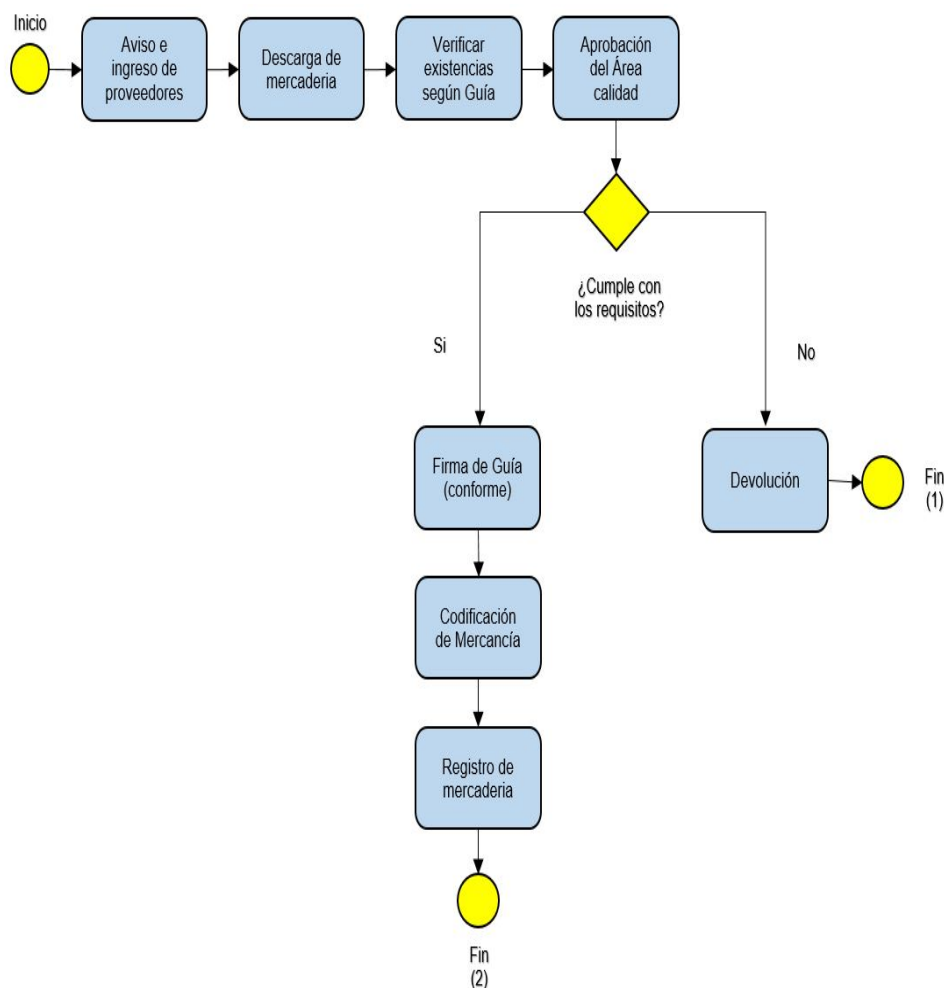 Inicio
Aviso e
ingreso de
proveedores
Descarga de
mercaderia
Verificar
existencias
según Guía
Aprobación
del Área
calidad
¿Cumple con
los requisitos?
Si
No
Firma de Guía
(conforme)
Devolución
Fin
(1)
Codificación
de Mercancía
Registro de
mercaderia
Fin
(2)